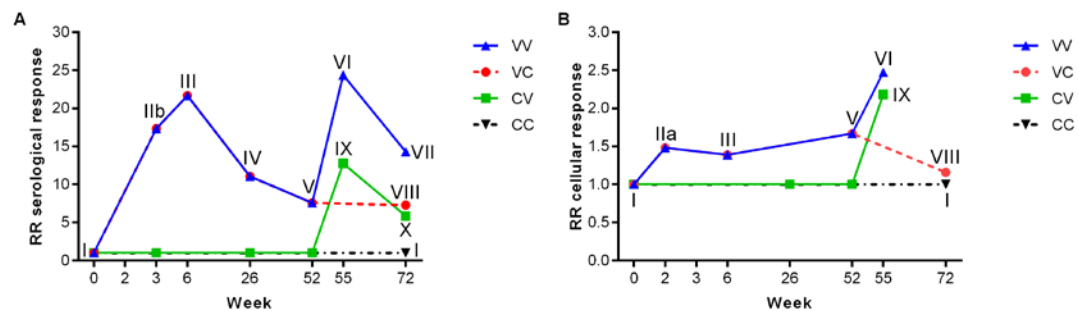 A
RR serological response
30
25
20
15
10
5
0
I
IIb
III
IV
V
VI
IX
VII
VIII
X
I
0 2 3 6 26 52 55 72
Week
VV
VC
CV
CC
B
RR cellular response
3.0
2.5
2.0
1.5
1.0
0.5
0.0
I
IIa
III
V
VI
IX
VIII
I
0 2 3 6 26 52 55 72
Week
VV
VC
CV
CC